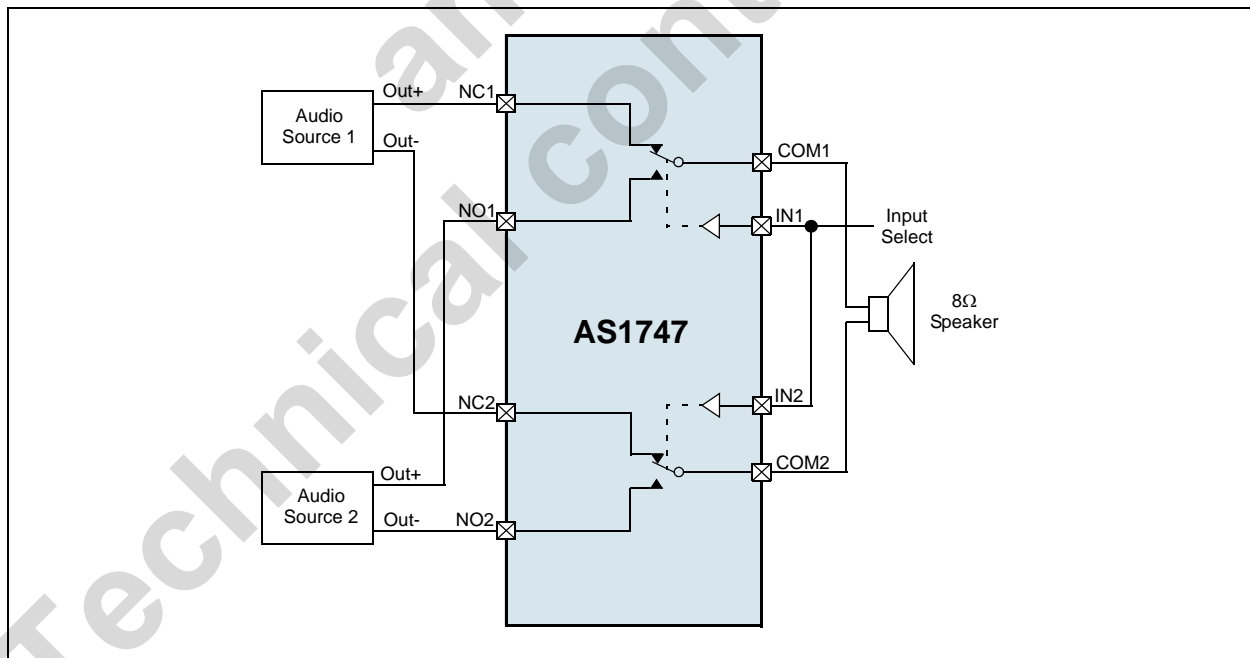 Audio
Source 1
Out+
Out-
NC1
NO1
COM1
IN1
Input
Select
8Ω
Speaker
AS1747
NC2
IN2
COM2
Audio
Source 2
Out+
Out-
NO2
Technical cont